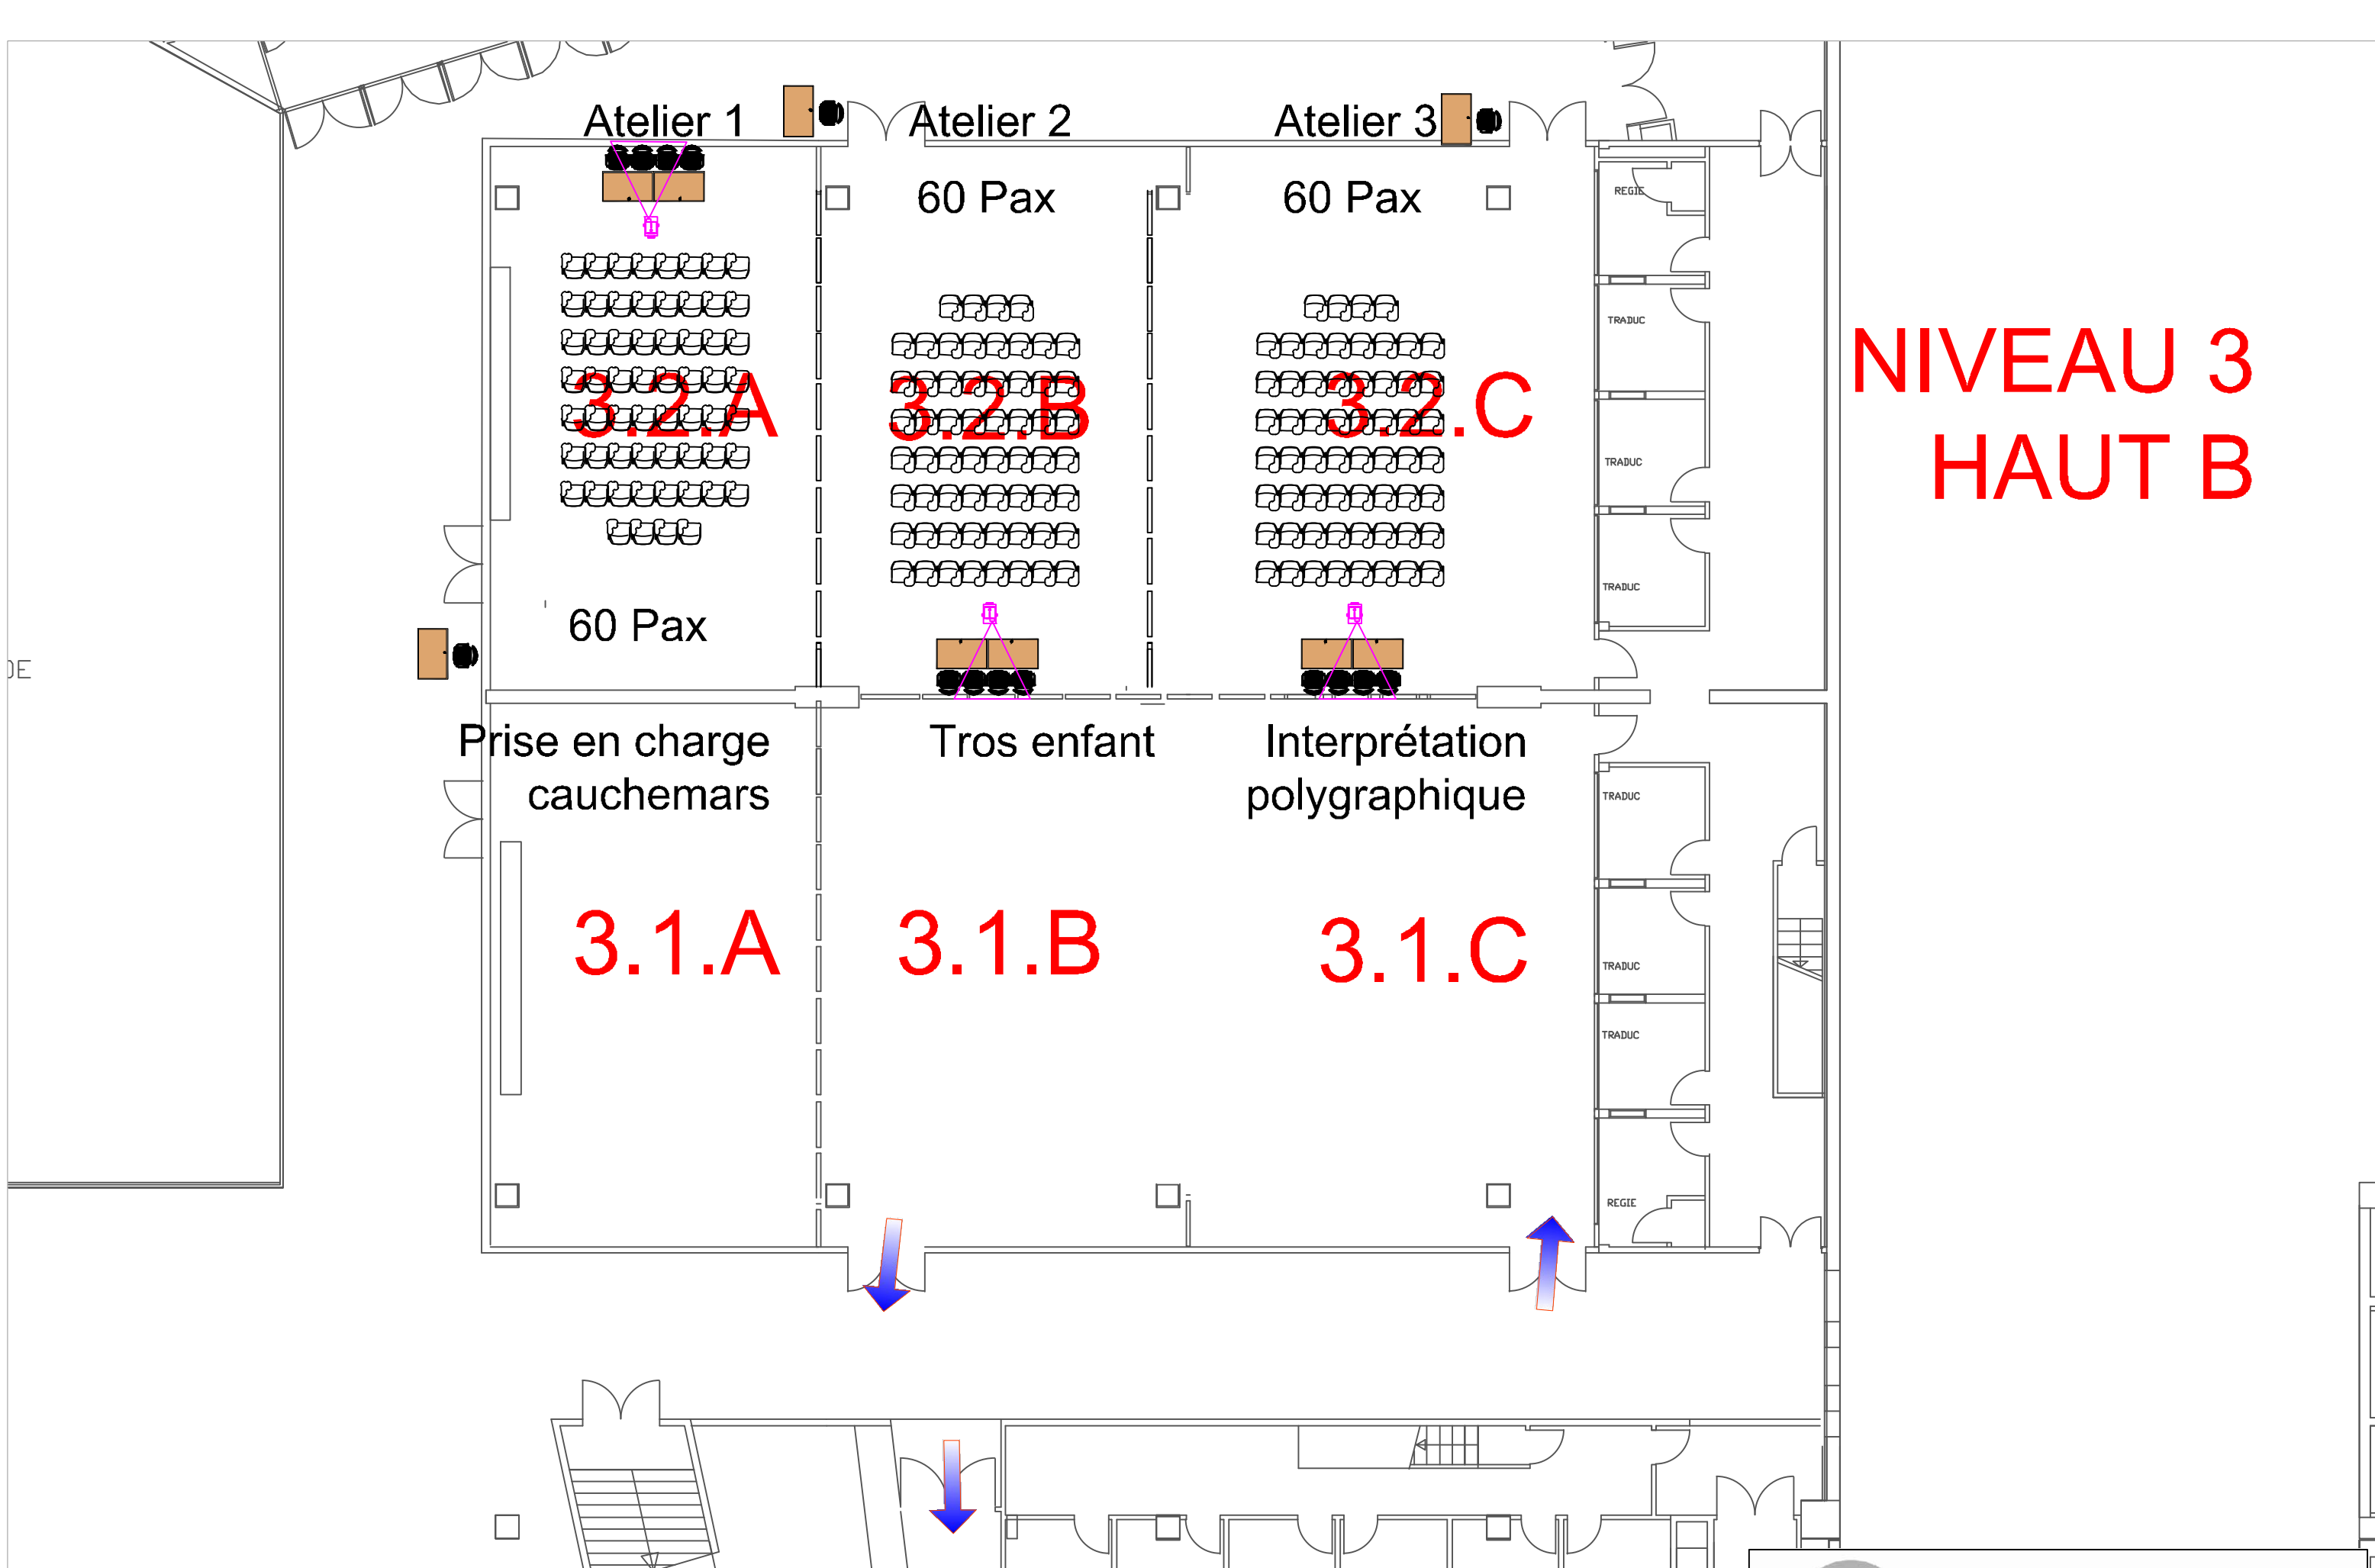 Atelier 1
Atelier 2
Atelier 3
60 Pax
60 Pax
REGIE
TRADUC
NIVEAU 3
HAUT B
3.2.A
3.2.B
3.2.C
TRADUC
TRADUC
60 Pax
DE
Prise en charge
cauchemars
Tros enfant
Interprétation
polygraphique
TRADUC
3.1.A
3.1.B
3.1.C
TRADUC
TRADUC
REGIE